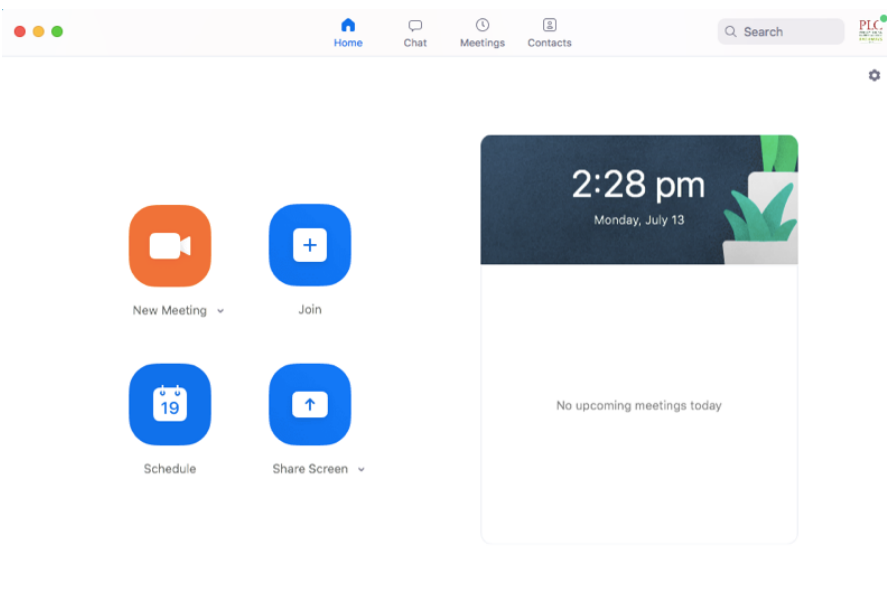 Home
Chat
Meetings
Contacts
Search
PLC
2:28 pm
Monday, July 13
New Meeting
Join
19
Schedule
Share Screen
No upcoming meetings today